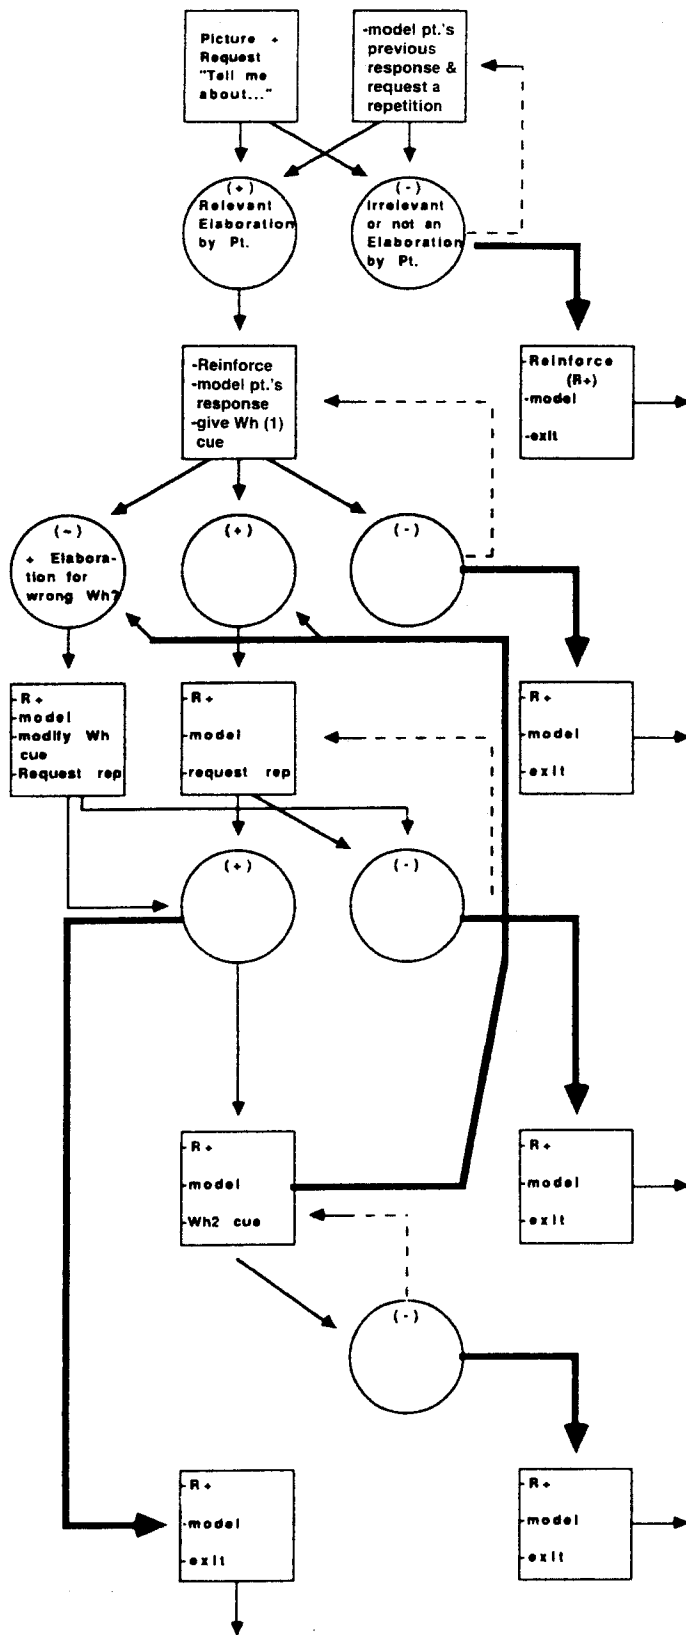 Picture +
Request
"Tell me
about..."
-model pt.'s
previous
response &
request a
repetition
(+)
Relevant
Elaboration
by Pt.
(-)
Irrelevant
or not an
Elaboration
by Pt.
-Reinforce
-model pt.'s
response
-give Wh (1)
cue
-Reinforce
(R+)
-model
-exit
(~)
+ Elabora-
tion for
wrong Wh?
(+)
(-)
-R+
-model
-modify Wh
cue
-Request rep
-R+
-model
-request rep
-R+
-model
-exit
(+)
(-)
-R+
-model
-Wh2 cue
-R+
-model
-exit
(-)
-R+
-model
-exit
-R+
-model
-exit